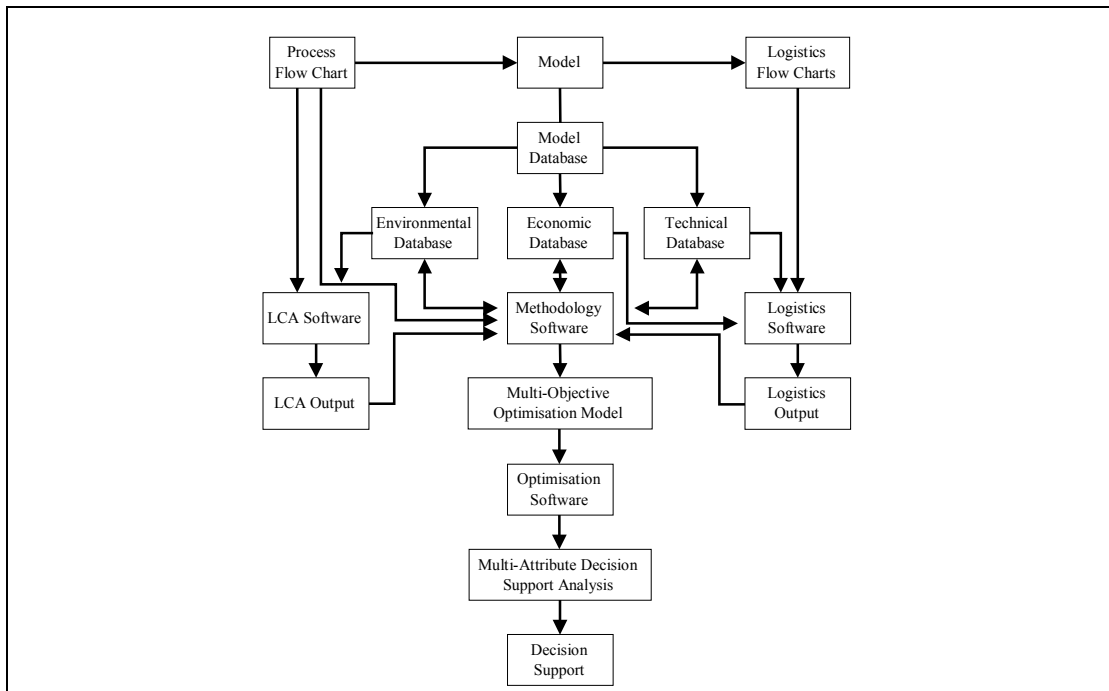 Process
Flow Chart
Model
Logistics
Flow Charts
Model
Database
Environmental
Database
Economic
Database
Technical
Database
LCA Software
Methodology
Software
Logistics
Software
LCA Output
Multi-Objective
Optimisation Model
Logistics
Output
Optimisation
Software
Multi-Attribute Decision
Support Analysis
Decision
Support